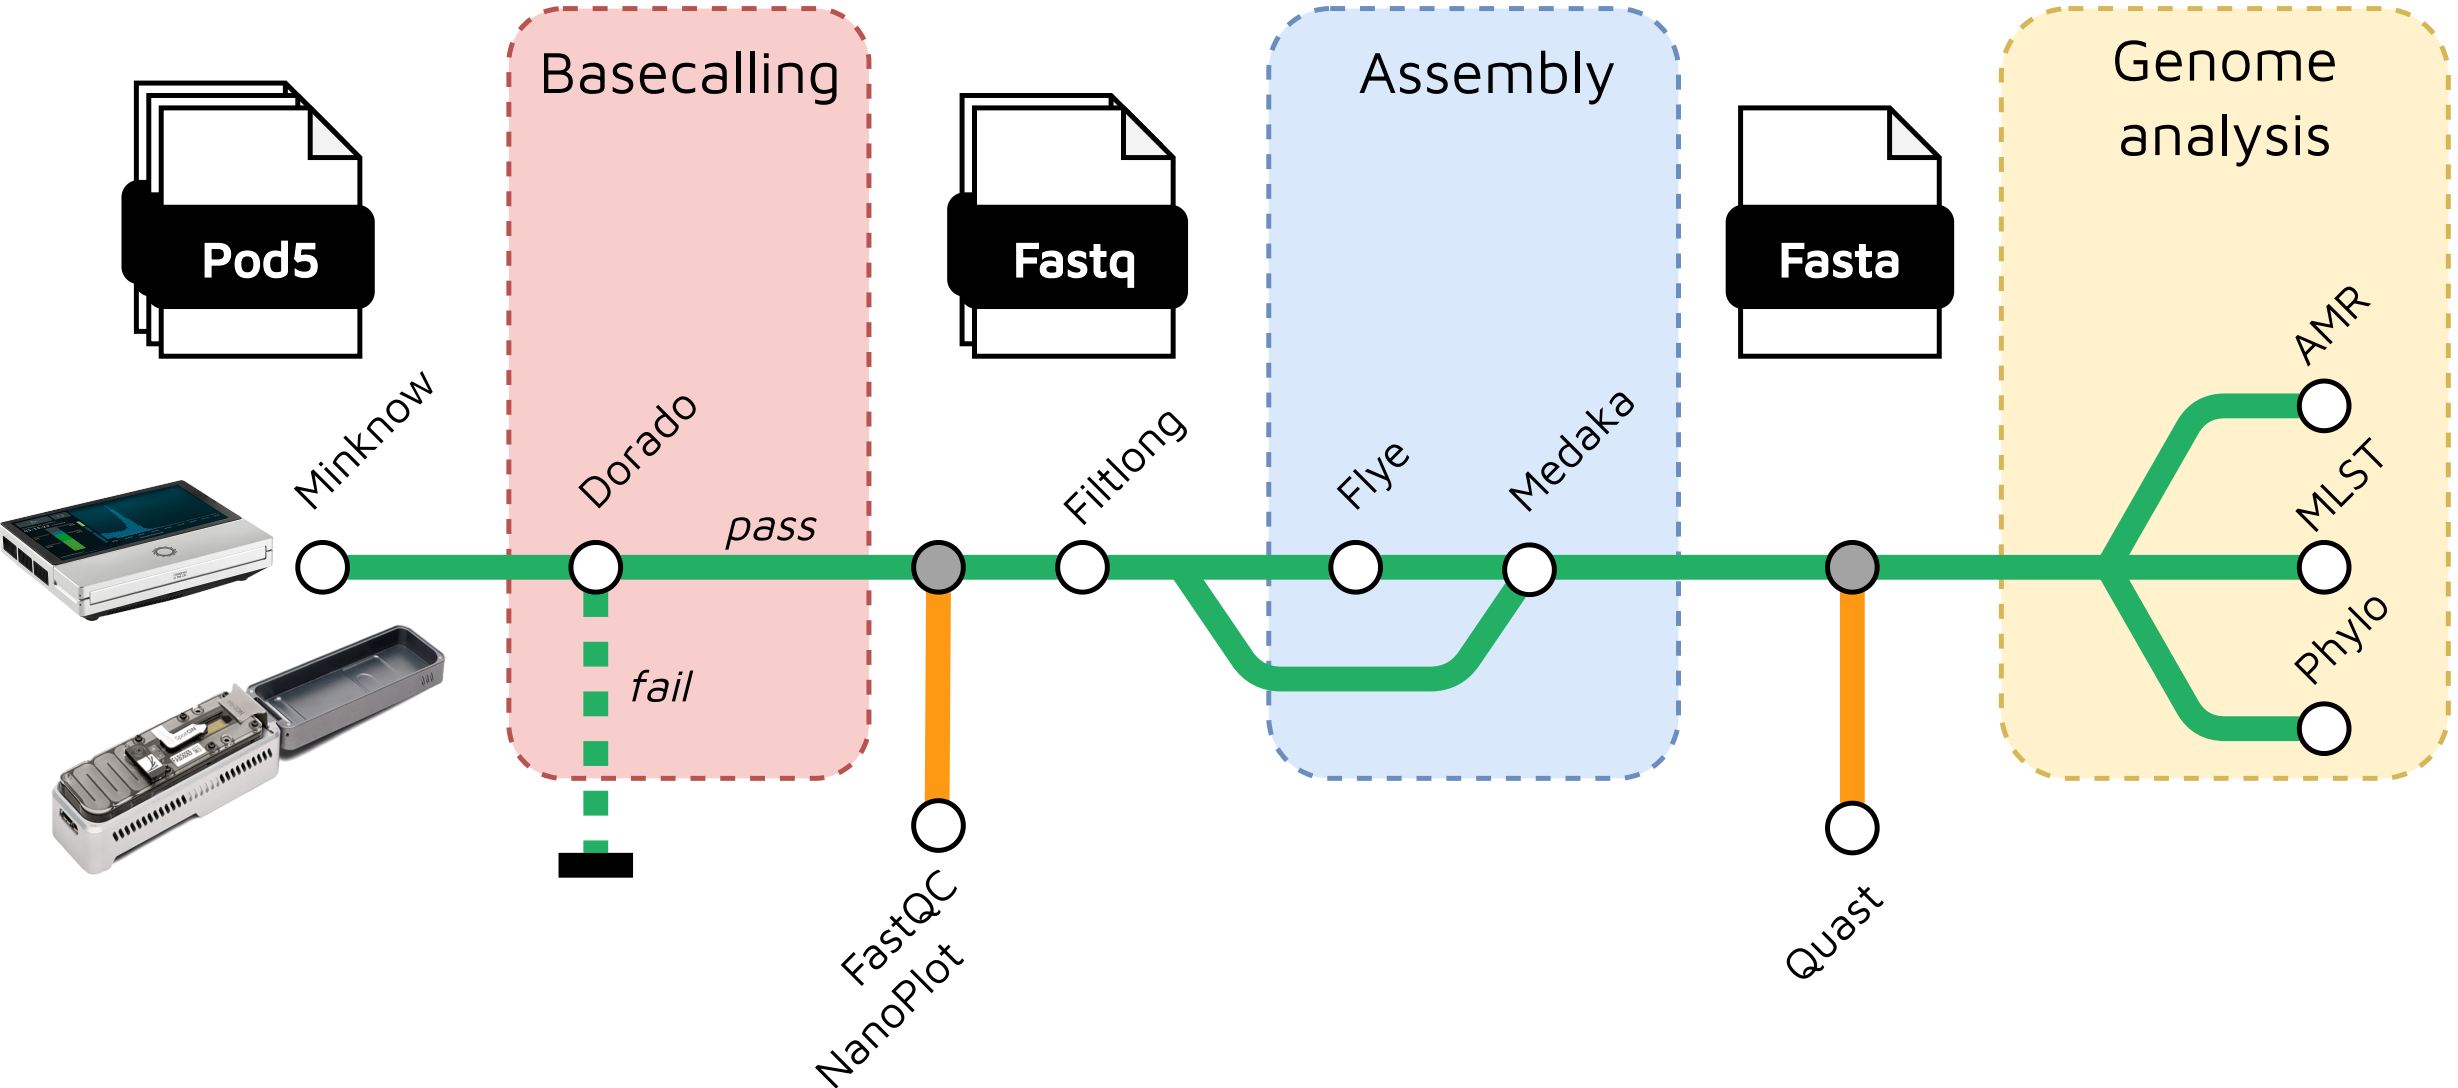 Basecalling
Assembly
Genome
analysis
Pod5
Fastq
Fasta
Minknow
Dorado
pass
fail
Filtlong
Flye
Medaka
AMR
MLST
Phylo
FastQC
NanoPlot
Quast